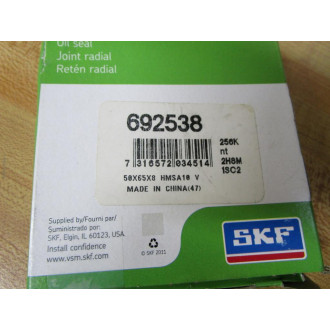 Oil seal
Joint radial
Retén radial
692538
7 316572 034514
256K
nt
2H8M
1SC2
50X65X8 HMSA10 V
MADE IN CHINA(47)
Supplied by/Fourni par/
Suministrado por:
SKF, Elgin, IL 60123, USA
Install confidence
www.vsm.skf.com
© SKF 2011
SKF